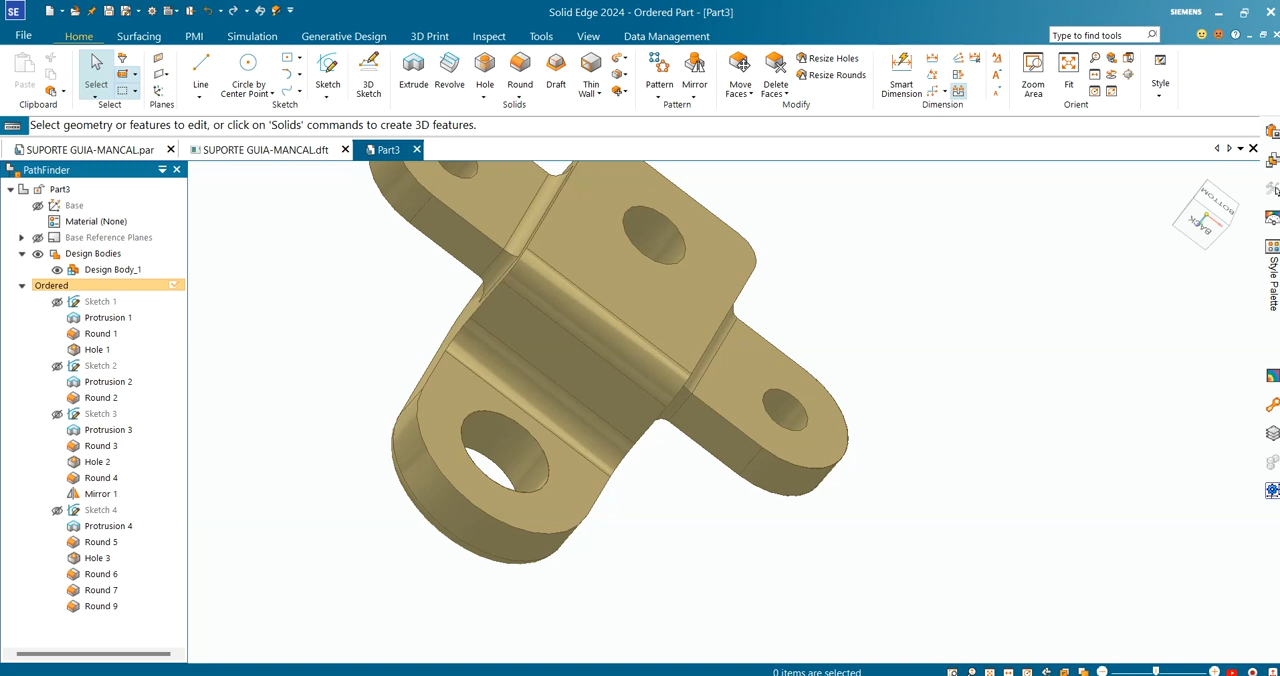 SE
Solid Edge 2024 - Ordered Part - [Part3]
SIEMENS
File Home Surfacing PMI Simulation Generative Design 3D Print Inspect Tools View Data Management
Type to find tools
Paste
Clipboard
Select
Select
Planes
Line
Circle by Center Point
Sketch
3D Sketch
Sketch
Extrude
Revolve
Hole
Round
Draft
Thin Wall
Solids
Pattern
Mirror
Pattern
Move Faces
Delete Faces
Resize Holes
Resize Rounds
Modify
Smart Dimension
Dimension
Zoom Area
Fit
Orient
Style
Select geometry or features to edit, or click on 'Solids' commands to create 3D features.
SUPORTE GUIA-MANCAL.par
SUPORTE GUIA-MANCAL.dft
Part3
PathFinder
Part3
Base
Material (None)
Base Reference Planes
Design Bodies
Design Body_1
Ordered
Sketch 1
Protrusion 1
Round 1
Hole 1
Sketch 2
Protrusion 2
Round 2
Sketch 3
Protrusion 3
Round 3
Hole 2
Round 4
Mirror 1
Sketch 4
Protrusion 4
Round 5
Hole 3
Round 6
Round 7
Round 9
BOTTOM
BACK
Style Palette
0 items are selected